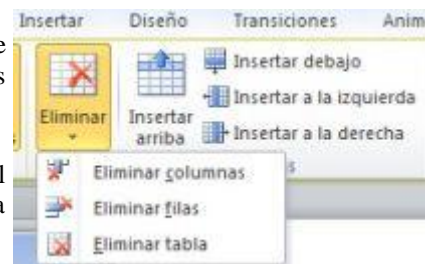 Insertar Diseño Transiciones Anim
e
s
Eliminar
Insertar arriba
Insertar debajo
Insertar a la izquierda
Insertar a la derecha
s
l
a
Eliminar columnas
Eliminar filas
Eliminar tabla